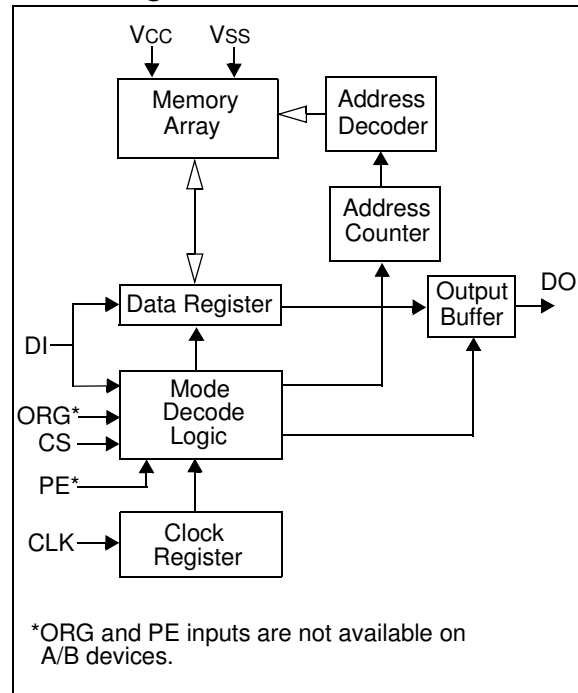 VCC
VSS
Memory
Array
Address
Decoder
Address
Counter
Data Register
Output
Buffer
DO
DI
Mode
Decode
Logic
ORG*
CS
PE*
CLK
Clock
Register
*ORG and PE inputs are not available on
A/B devices.